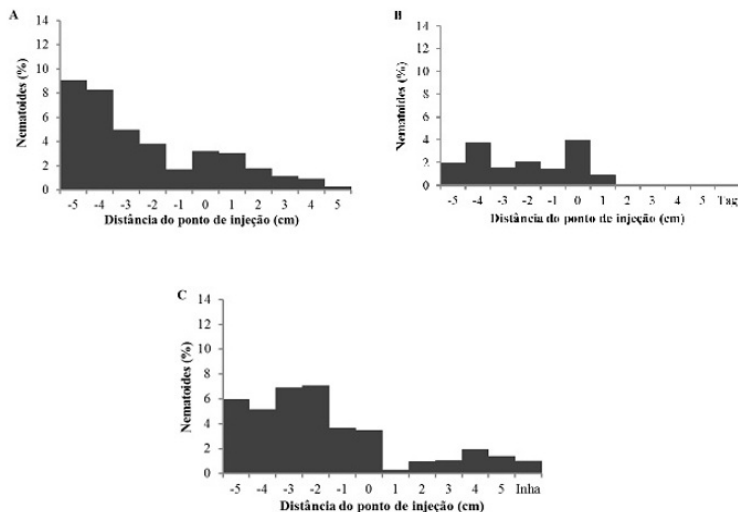 A
14
12
10
8
6
4
2
0
Nematoides (%)
-5 -4 -3 -2 -1 0 1 2 3 4 5
Distância do ponto de injeção (cm)
B
14
12
10
8
6
4
2
0
Nematoides (%)
-5 -4 -3 -2 -1 0 1 2 3 4 5 Tag
Distância do ponto de injeção (cm)
C
14
12
10
8
6
4
2
0
Nematoides (%)
-5 -4 -3 -2 -1 0 1 2 3 4 5 Inha
Distância do ponto de injeção (cm)